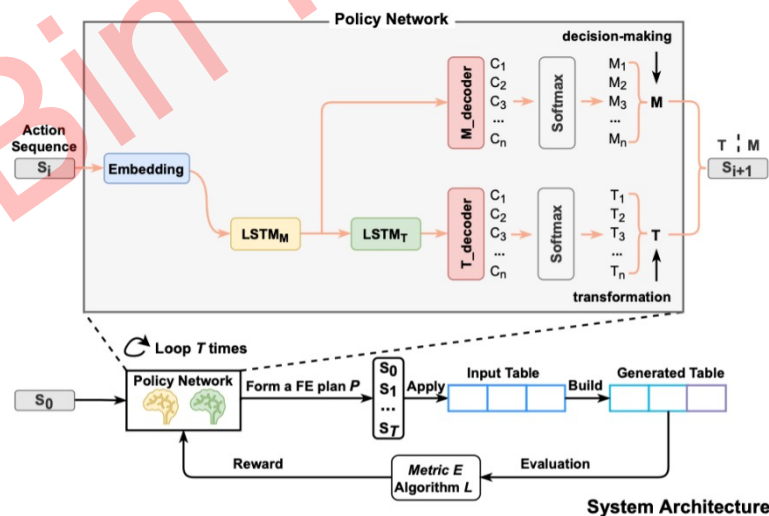 Bin
Policy Network
decision-making
Action
Sequence
Si
Embedding
LSTMM
LSTMT
M_decoder
C1
C2
C3
...
Cn
Softmax
M1
M2
M3
...
Mn
M
T_decoder
C1
C2
C3
...
Cn
Softmax
T1
T2
T3
...
Tn
T
transformation
T ¦ M
Si+1
Loop T times
S0
Policy Network
Form a FE plan P
S0
S1
...
ST
Apply
Input Table
Build
Generated Table
Reward
Metric E
Algorithm L
Evaluation
System Architecture